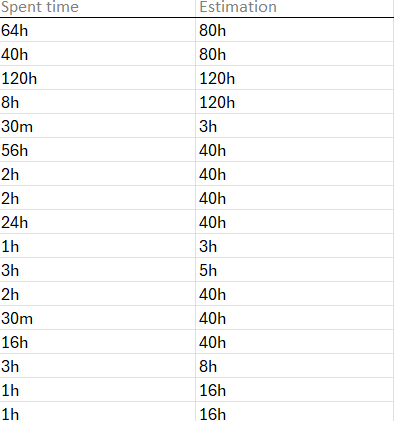 Spent time Estimation
64h 80h
40h 80h
120h 120h
8h 120h
30m 3h
56h 40h
2h 40h
2h 40h
24h 40h
1h 3h
3h 5h
2h 40h
30m 40h
16h 40h
3h 8h
1h 16h
1h 16h